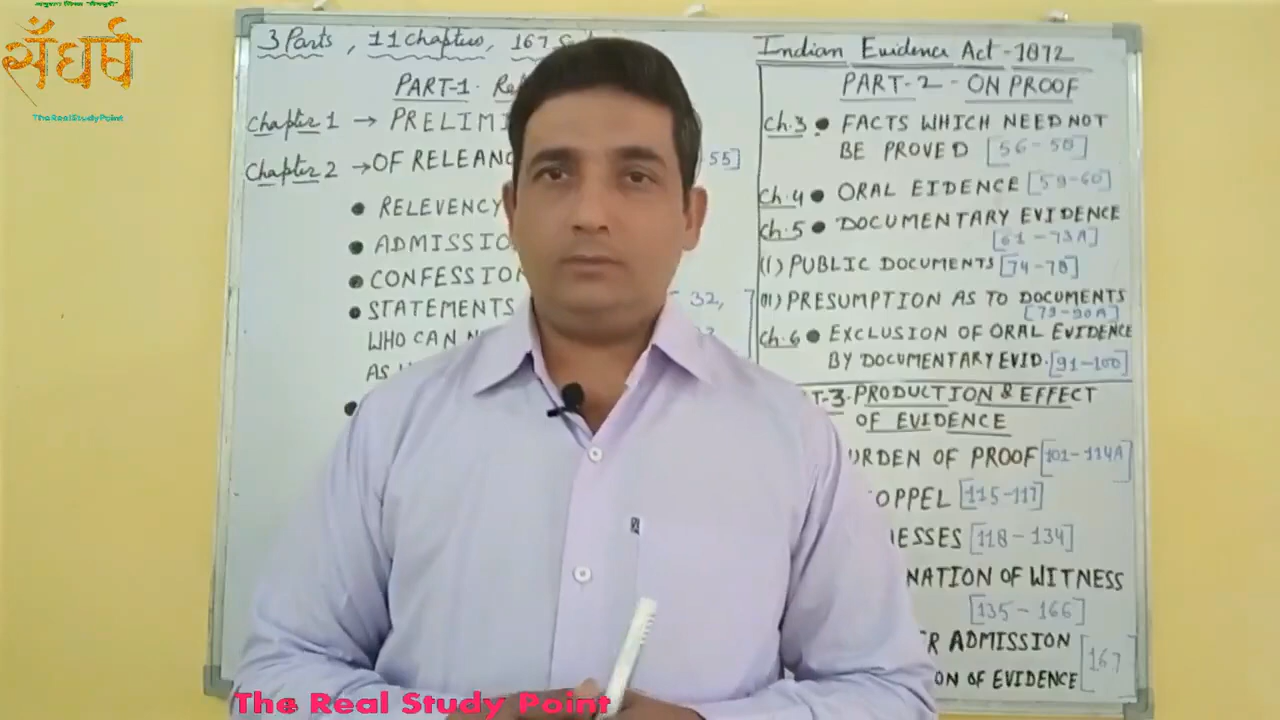 संघर्ष
The Real Study Point
3 Parts, 11 Chapters, 167
PART-1.
Chapter 1 → PRELIMI
Chapter 2 → OF RELEANC
55]
• RELEVENCY
• ADMISSIO
• CONFESSION
• STATEMENTS
32,
WHO CAN N
Indian Evidence Act-1872
PART-2 - ON PROOF
Ch.3 • FACTS WHICH NEED NOT
BE PROVED [56-58]
Ch.4 • ORAL EIDENCE [59-60]
Ch.5 • DOCUMENTARY EVIDENCE
[61-73A]
(I) PUBLIC DOCUMENTS [74-78]
(II) PRESUMPTION AS TO DOCUMENTS
[79-90A]
Ch.6 • EXCLUSION OF ORAL EVIDENCE
BY DOCUMENTARY EVID. [91-100]
T-3. PRODUCTION & EFFECT
OF EVIDENCE
URDEN OF PROOF [101-114A]
OPPEL [115-117]
ESSES [118-134]
NATION OF WITNESS
[135-166]
R ADMISSION
ON OF EVIDENCE [167
The Real Study Point